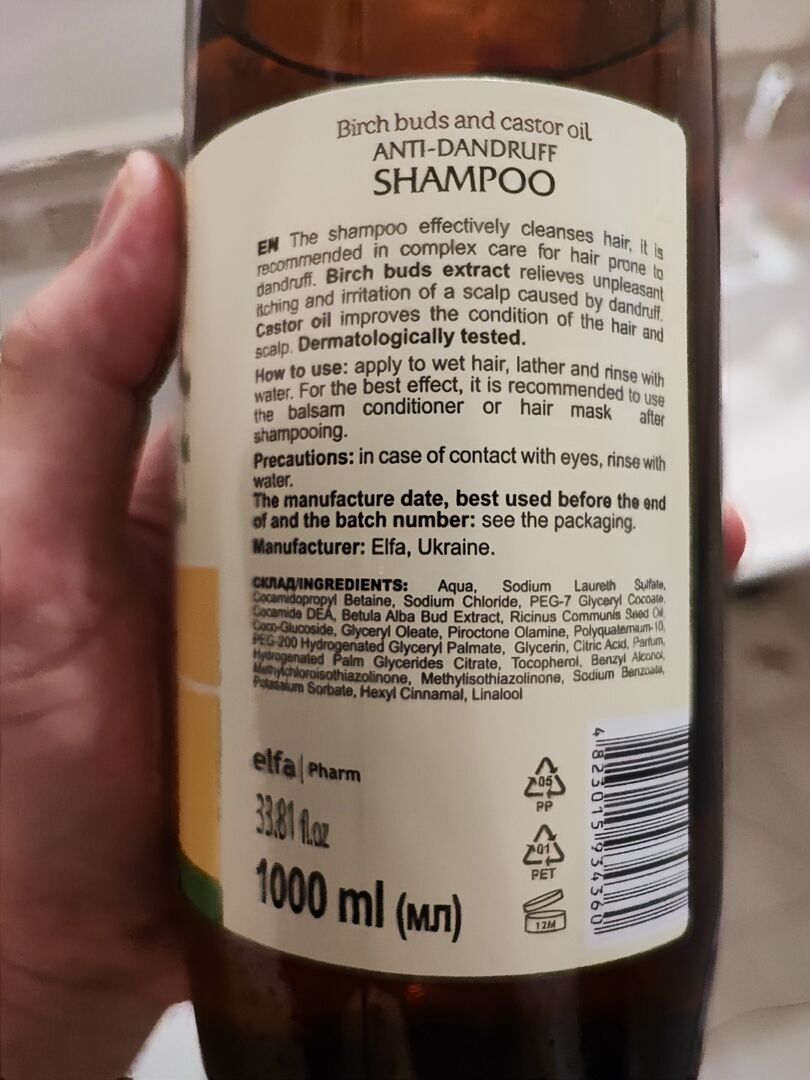 Birch buds and castor oil
ANTI-DANDRUFF
SHAMPOO
EN The shampoo effectively cleanses hair, it is
recommended in complex care for hair prone to
dandruff. Birch buds extract relieves unpleasant
itching and irritation of a scalp caused by dandruff.
Castor oil improves the condition of the hair and
scalp. Dermatologically tested.
How to use: apply to wet hair, lather and rinse with
water. For the best effect, it is recommended to use
the balsam conditioner or hair mask after
shampooing.
Precautions: in case of contact with eyes, rinse with
water.
The manufacture date, best used before the end
of and the batch number: see the packaging.
Manufacturer: Elfa, Ukraine.
СКЛАД/INGREDIENTS: Aqua, Sodium Laureth Sulfate,
Cocamidopropyl Betaine, Sodium Chloride, PEG-7 Glyceryl Cocoate,
Cocamide DEA, Betula Alba Bud Extract, Ricinus Communis Seed Oil,
Coco-Glucoside, Glyceryl Oleate, Piroctone Olamine, Polyquaternium-10,
PEG-200 Hydrogenated Glyceryl Palmate, Glycerin, Citric Acid, Parfum,
Hydrogenated Palm Glycerides Citrate, Tocopherol, Benzyl Alcohol,
Methylchloroisothiazolinone, Methylisothiazolinone, Sodium Benzoate,
Potassium Sorbate, Hexyl Cinnamal, Linalool
elfa | Pharm
33.81 fl.oz
1000 ml (мл)
05
PP
01
PET
12M
4823015934360